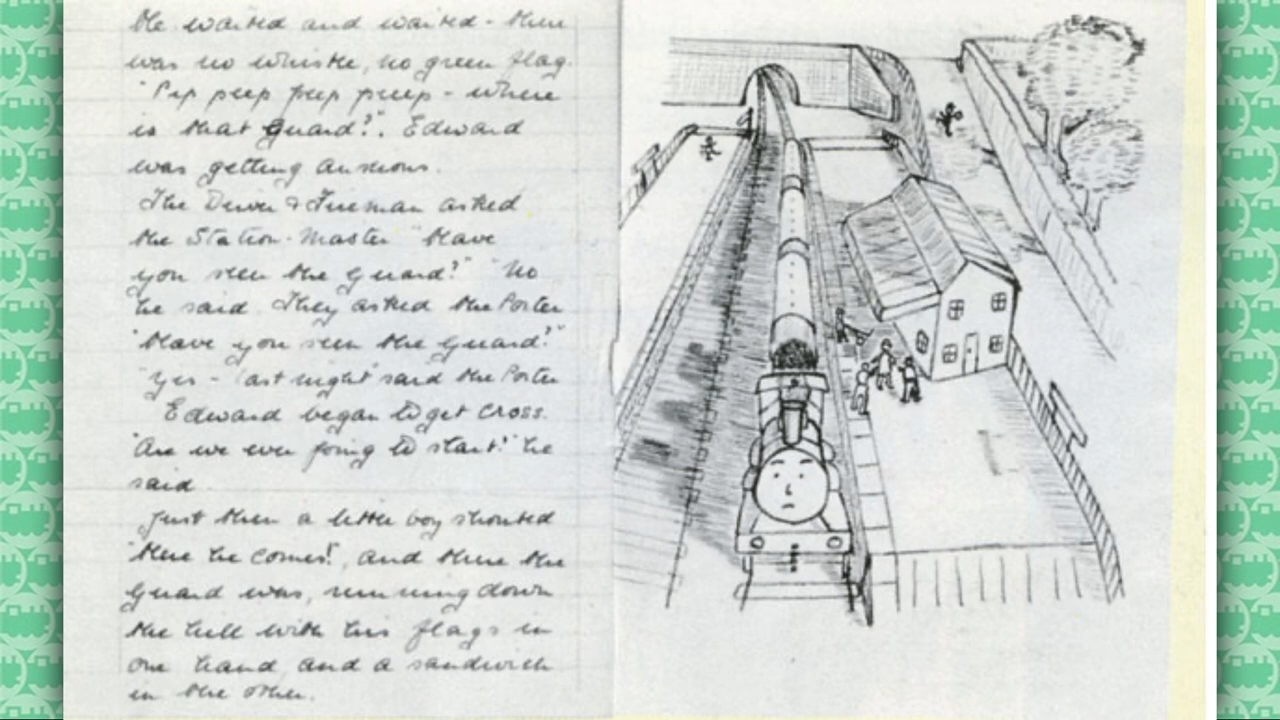 He waited and waited - there
was no whistle, no green flag.
"Pip peep peep peep - where
is that guard?". Edward
was getting anxious.
The Driver & Fireman asked
the Station-Master "Have
you seen the guard?" "No
he said. They asked the Porter
"Have you seen the guard?"
"Yes - last night" said the Porter
Edward began to get cross.
"Are we ever going to start?" he
said.
Just then a little boy shouted
"Here he comes!, and there the
Guard was, running down
the hill with his flags in
one hand, and a sandwich
in the other.